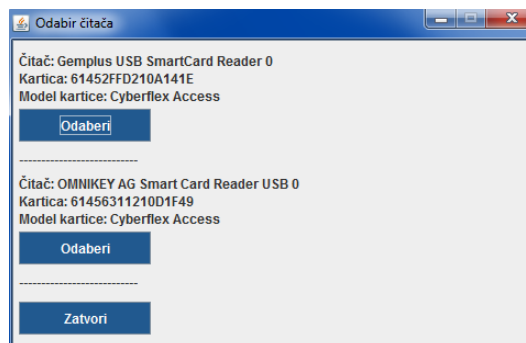 Odabir čitača
Čitač: Gemplus USB SmartCard Reader 0
Kartica: 61452FFD210A141E
Model kartice: Cyberflex Access
Odaberi
---------------------------
Čitač: OMNIKEY AG Smart Card Reader USB 0
Kartica: 61456311210D1F49
Model kartice: Cyberflex Access
Odaberi
---------------------------
Zatvori